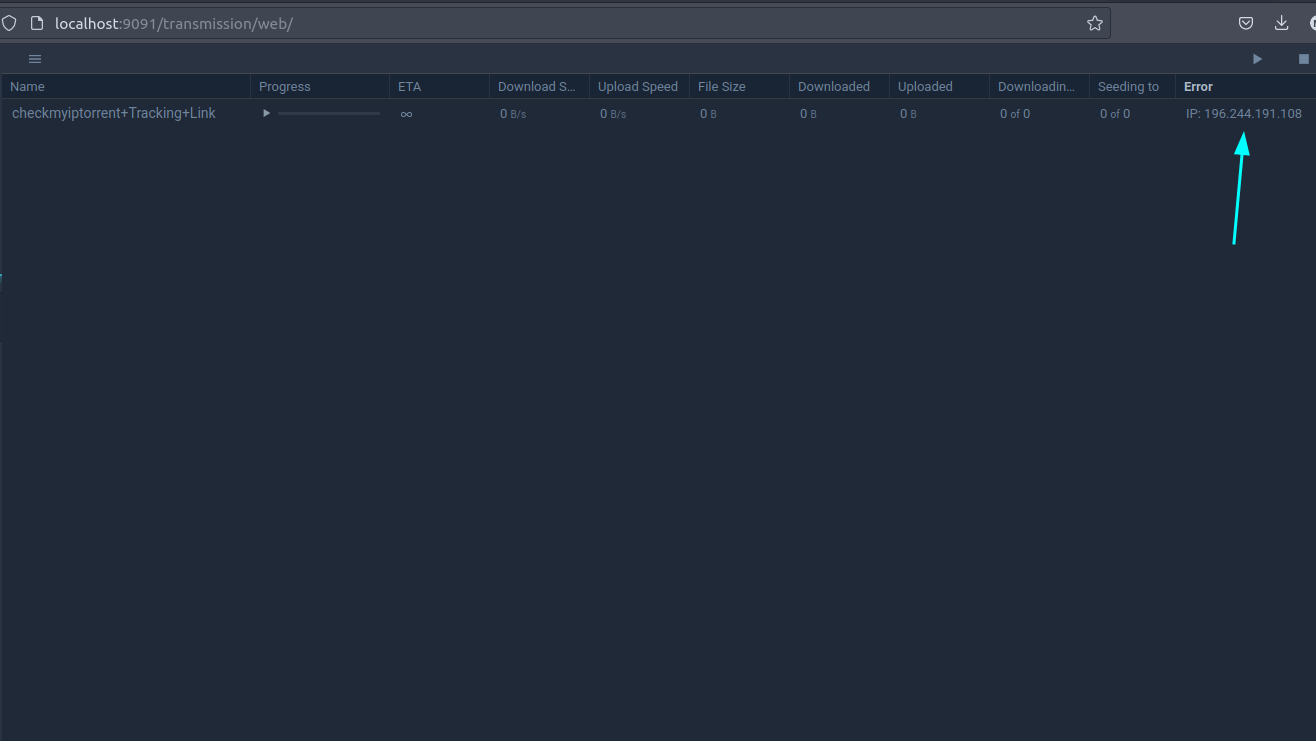 localhost:9091/transmission/web/
Name Progress ETA Download S... Upload Speed File Size Downloaded Uploaded Downloadin... Seeding to Error
checkmyiptorrent+Tracking+Link ∞ 0 B/s 0 B/s 0 B 0 B 0 B 0 of 0 0 of 0 IP: 196.244.191.108